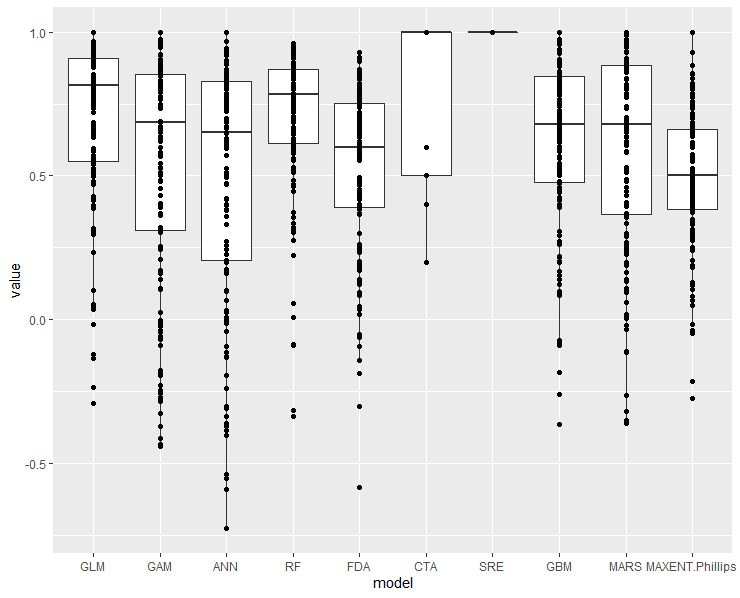 1.0
0.5
0.0
-0.5
value
GLM GAM ANN RF FDA CTA SRE GBM MARS MAXENT.Phillips
model